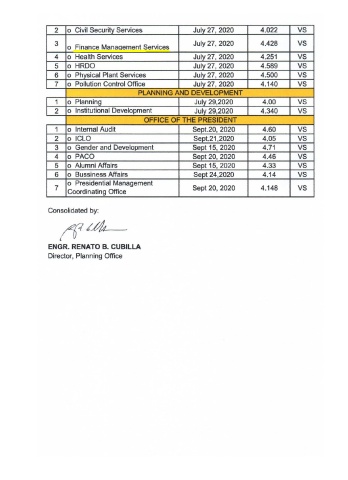 2 o Civil Security Services July 27, 2020 4.022 VS
3 o Finance Management Services July 27, 2020 4.428 VS
4 o Health Services July 27, 2020 4.251 VS
5 o HRDO July 27, 2020 4.589 VS
6 o Physical Plant Services July 27, 2020 4.500 VS
7 o Pollution Control Office July 27, 2020 4.140 VS
PLANNING AND DEVELOPMENT
1 o Planning July 29,2020 4.00 VS
2 o Institutional Development July 29,2020 4.340 VS
OFFICE OF THE PRESIDENT
1 o Internal Audit Sept.20, 2020 4.60 VS
2 o ICLO Sept.21,2020 4.05 VS
3 o Gender and Development Sept 15, 2020 4.71 VS
4 o PACO Sept 20, 2020 4.46 VS
5 o Alumni Affairs Sept 15, 2020 4.33 VS
6 o Bussiness Affairs Sept 24,2020 4.14 VS
7 o Presidential Management
Coordinating Office Sept 20, 2020 4.148 VS
Consolidated by:
ENGR. RENATO B. CUBILLA
Director, Planning Office